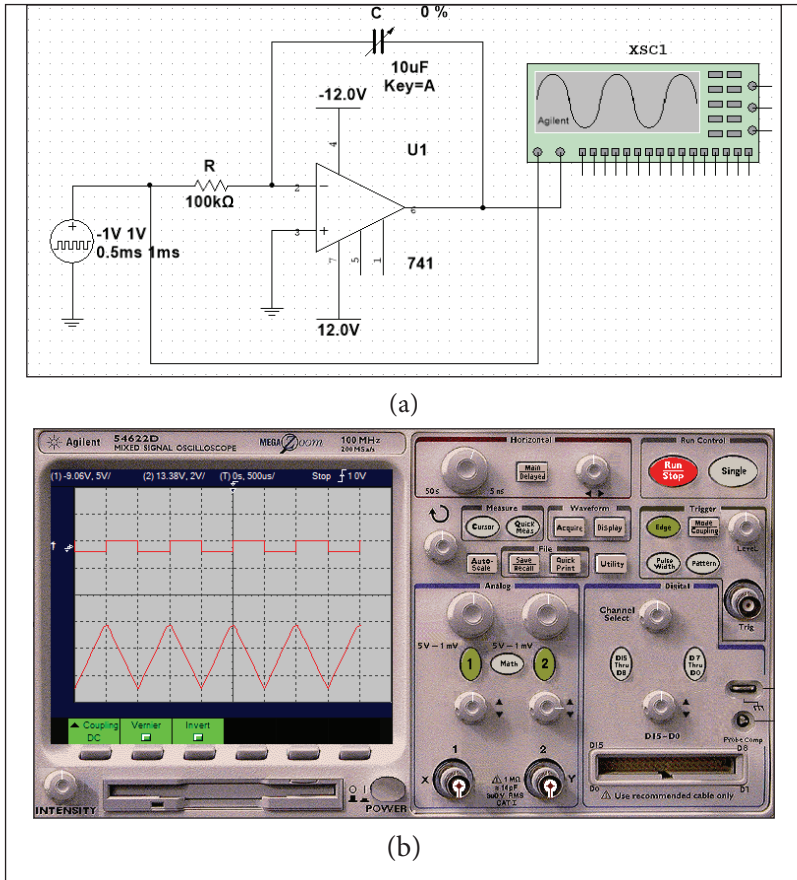 C 0 %
XSC1
10uF
Key=A
-12.0V
Agilent
4
U1
R
2
100kΩ
6
3
-1V 1V
0.5ms 1ms
7
5
1
741
12.0V
(a)
Agilent 54622D
MIXED SIGNAL OSCILLOSCOPE
MEGA Zoom 100 MHz
200 MSa/s
(1) -9.06V, 5V/ (2) 13.38V, 2V/ (T) 0s, 500us/ Stop 1 0V
T
Coupling
DC
Vernier
Invert
INTENSITY
POWER
Horizontal
50 s
5 ns
Main
Delayed
Run Control
Run
Stop
Single
Measure
Cursor
Quick
Meas
Waveform
Acquire
Display
Trigger
Edge
Mode
Coupling
Level
Auto-
Scale
File
Save
Recall
Quick
Print
Utility
Pulse
Width
Pattern
Trig
Analog
5V – 1 mV
5V – 1 mV
1
Math
2
Digital
Channel
Select
D15
Thru
D8
D7
Thru
D0
D15–D0
Probe Comp
1
2
X
Y
1 MΩ
300V RMS
CAT I
D15
D8
D0
D1
Use recommended cable only
(b)